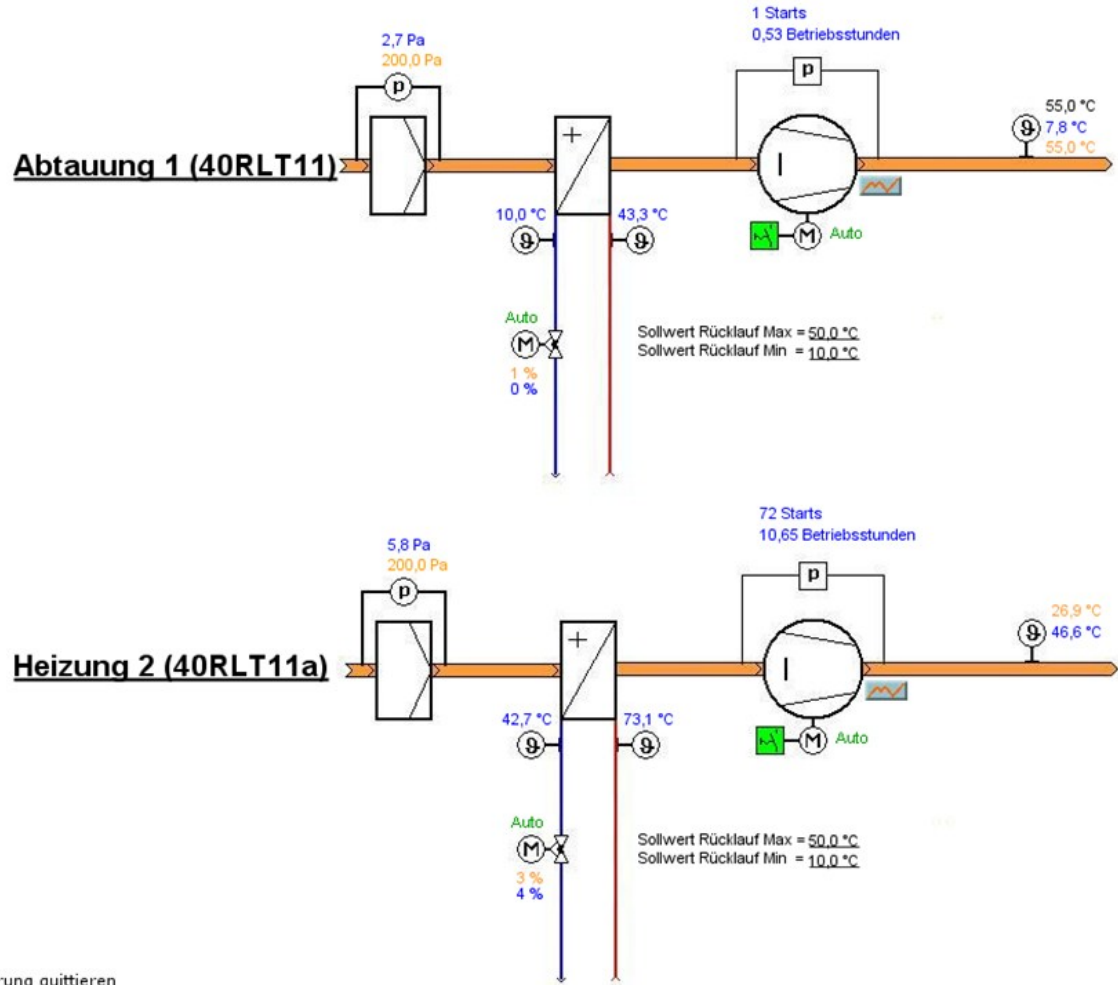 1 Starts
0,53 Betriebsstunden
2,7 Pa
200,0 Pa
p
p
55,0 °C
7,8 °C
55,0 °C
ϑ
Abtauung 1 (40RLT11)
+
I
10,0 °C
43,3 °C
ϑ
ϑ
M
Auto
Auto
M
1 %
0 %
Sollwert Rücklauf Max = 50,0 °C
Sollwert Rücklauf Min = 10,0 °C
72 Starts
10,65 Betriebsstunden
5,8 Pa
200,0 Pa
p
p
26,9 °C
46,6 °C
ϑ
Heizung 2 (40RLT11a)
+
I
42,7 °C
73,1 °C
ϑ
ϑ
M
Auto
Auto
M
3 %
4 %
Sollwert Rücklauf Max = 50,0 °C
Sollwert Rücklauf Min = 10,0 °C
quittieren